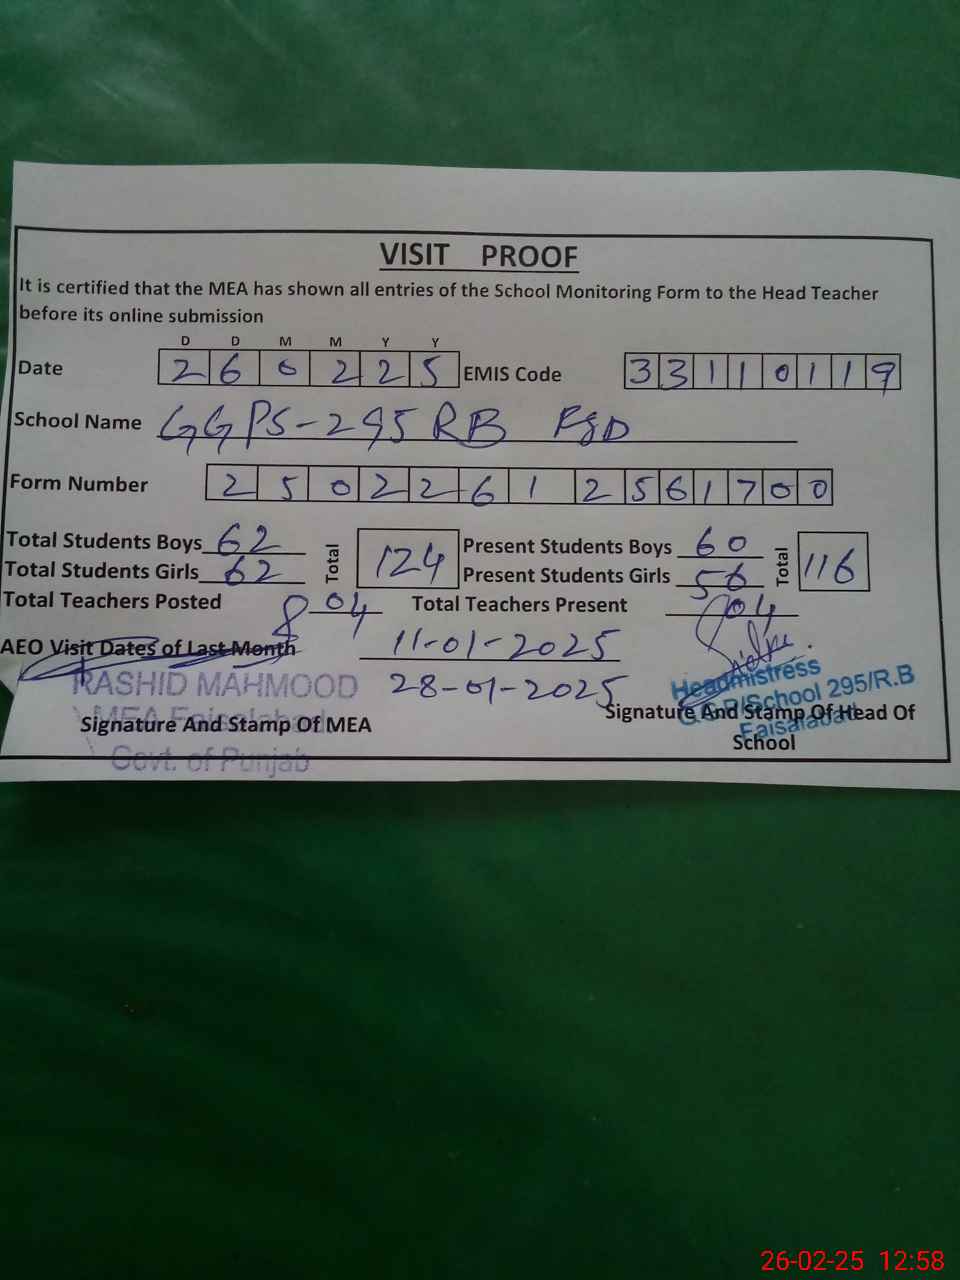 VISIT PROOF
It is certified that the MEA has shown all entries of the School Monitoring Form to the Head Teacher
before its online submission
D D M M Y Y
Date 2 6 0 2 2 5 EMIS Code 3 3 1 1 0 1 1 9
School Name GGPS-295 RB FSD
Form Number 2 5 0 2 2 6 1 2 5 6 1 7 0 0
Total Students Boys 62 Total 124 Present Students Boys 60 Total 116
Total Students Girls 62 Present Students Girls 56
Total Teachers Posted 04 Total Teachers Present 04
AEO Visit Dates of Last Month 11-01-2025
28-01-2025
RASHID MAHMOOD
MEA Faisalabad
Govt. of Punjab
Signature And Stamp Of MEA
Headmistress
School 295/R.B
Faisalabad
Signature And Stamp Of Head Of
School
26-02-25 12:58